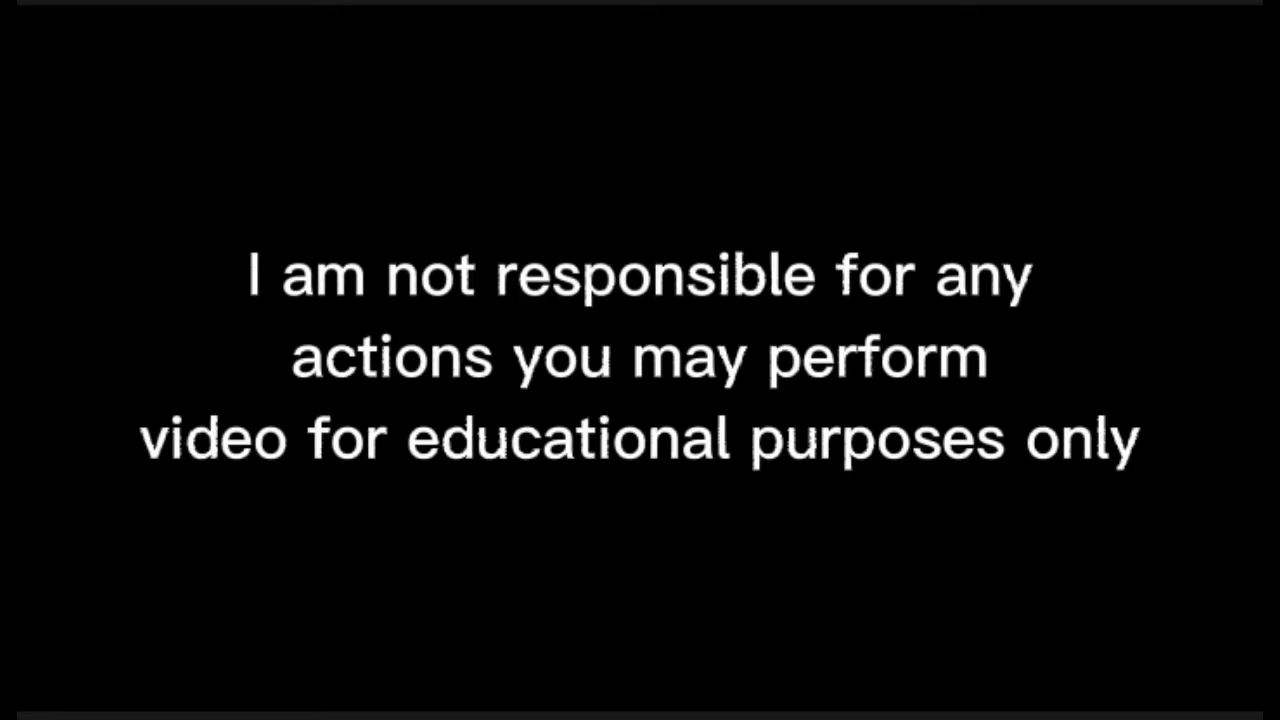 I am not responsible for any
actions you may perform
video for educational purposes only